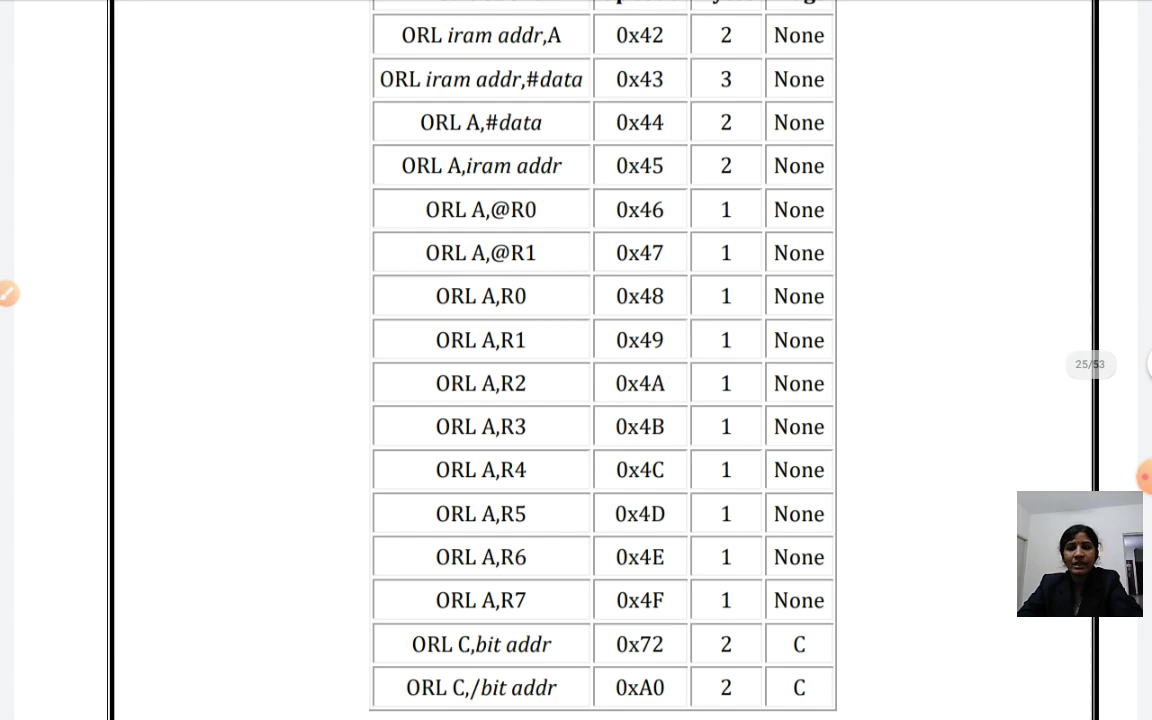 ORL iram addr,A 0x42 2 None
ORL iram addr,#data 0x43 3 None
ORL A,#data 0x44 2 None
ORL A,iram addr 0x45 2 None
ORL A,@R0 0x46 1 None
ORL A,@R1 0x47 1 None
ORL A,R0 0x48 1 None
ORL A,R1 0x49 1 None
ORL A,R2 0x4A 1 None
ORL A,R3 0x4B 1 None
ORL A,R4 0x4C 1 None
ORL A,R5 0x4D 1 None
ORL A,R6 0x4E 1 None
ORL A,R7 0x4F 1 None
ORL C,bit addr 0x72 2 C
ORL C,/bit addr 0xA0 2 C
25/53